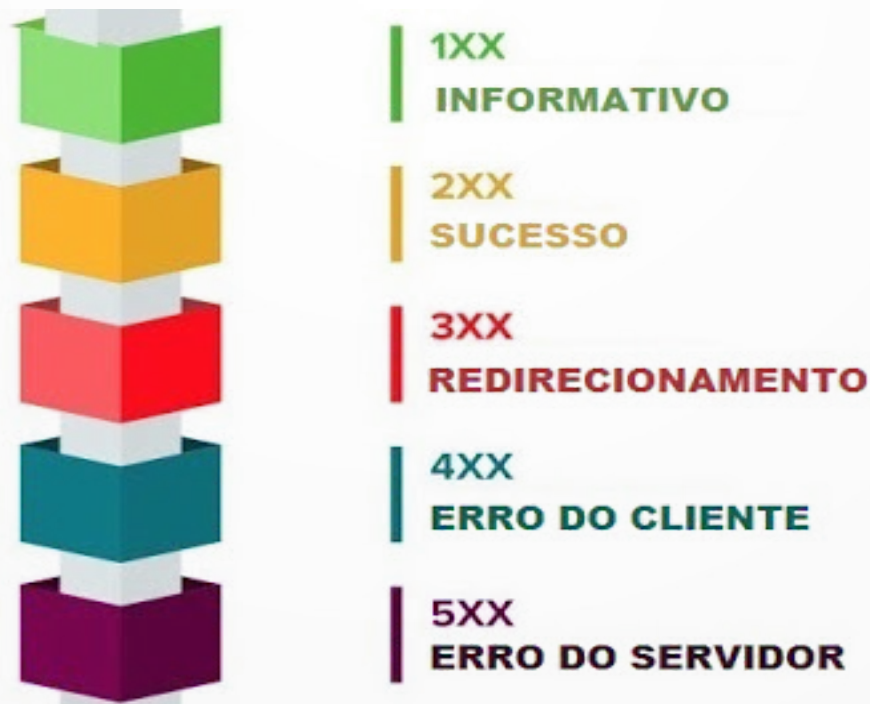 1XX
INFORMATIVO
2XX
SUCESSO
3XX
REDIRECIONAMENTO
4XX
ERRO DO CLIENTE
5XX
ERRO DO SERVIDOR